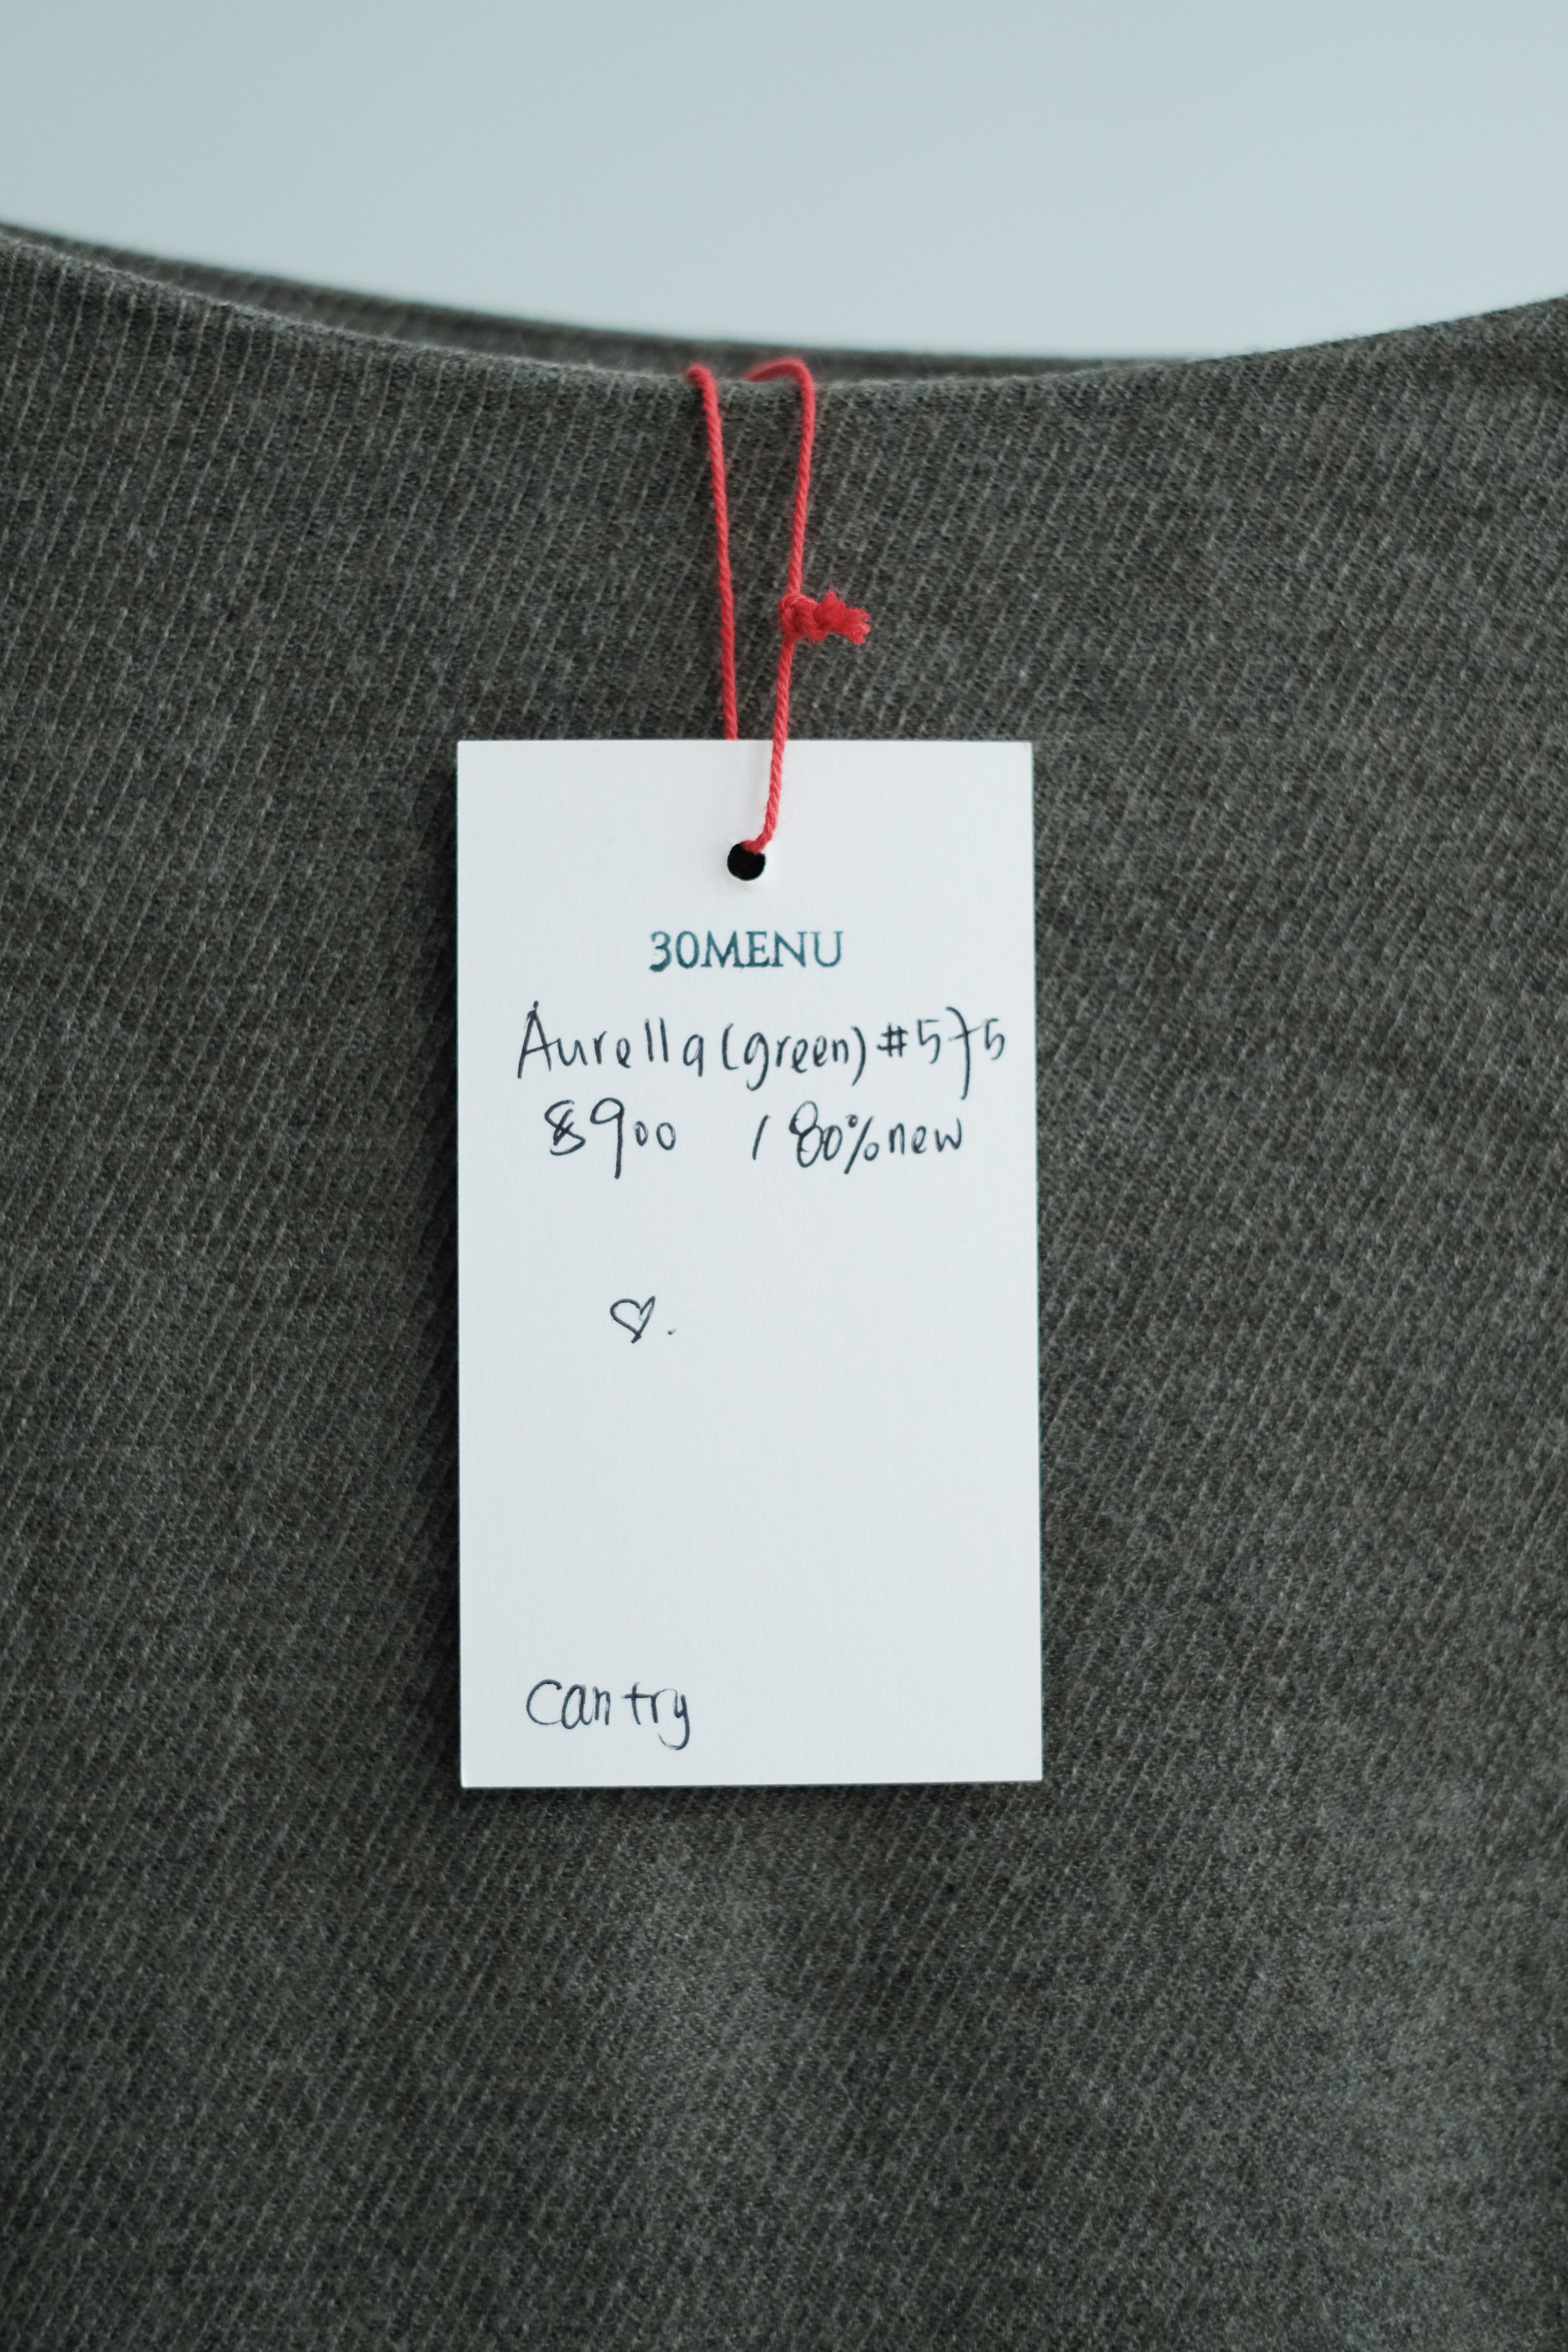 30MENU
Aurella (green) #575
$900 / 80% new
♡.
can try